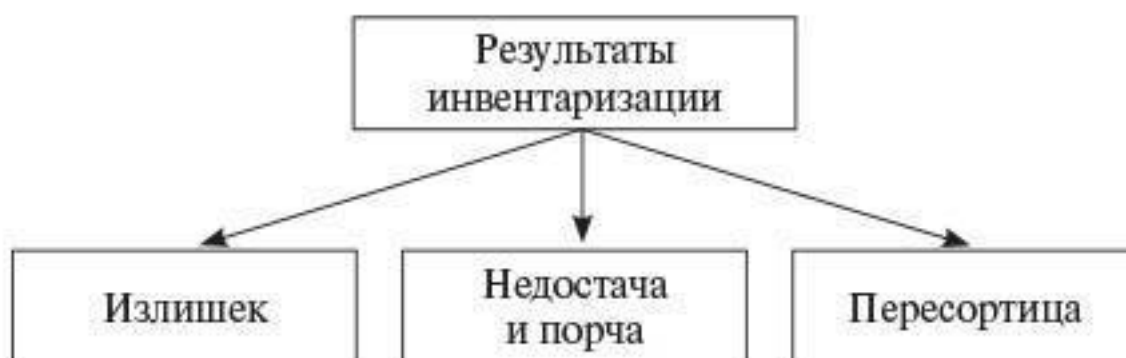 Результаты
инвентаризации
Излишек
Недостача
и порча
Пересортица